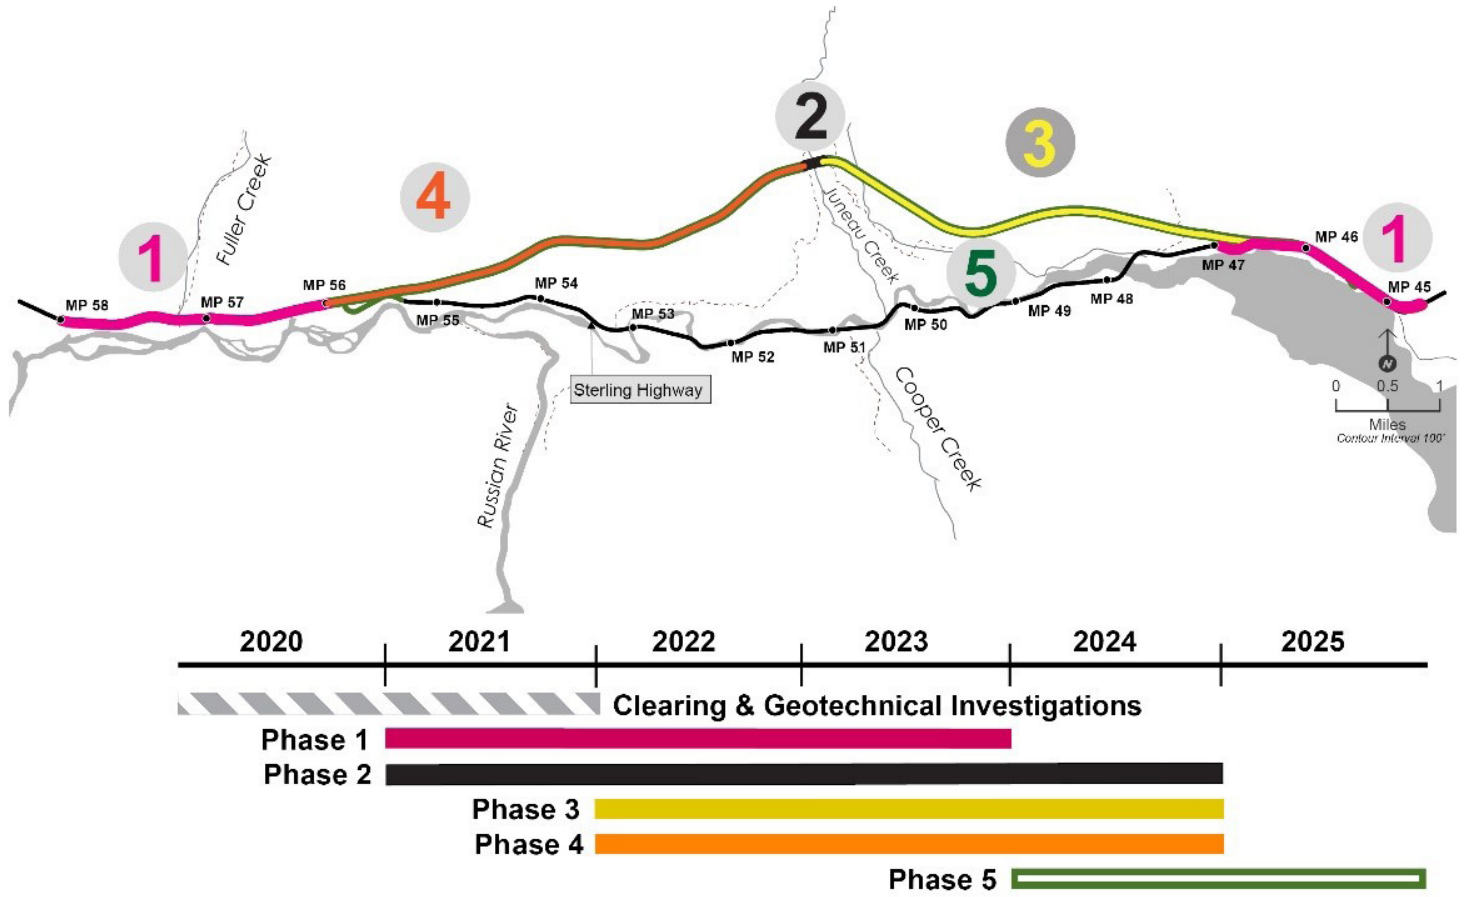 2
3
4
Fuller Creek
1
Juneau Creek
1
MP 46
5
MP 47
MP 56
MP 54
MP 45
MP 58
MP 57
MP 48
MP 53
MP 49
MP 55
MP 50
N
MP 51
MP 52
Sterling Highway
0 0.5 1
Miles
Contour Interval 100'
Cooper Creek
Russian River
2020 2021 2022 2023 2024 2025
Clearing & Geotechnical Investigations
Phase 1
Phase 2
Phase 3
Phase 4
Phase 5